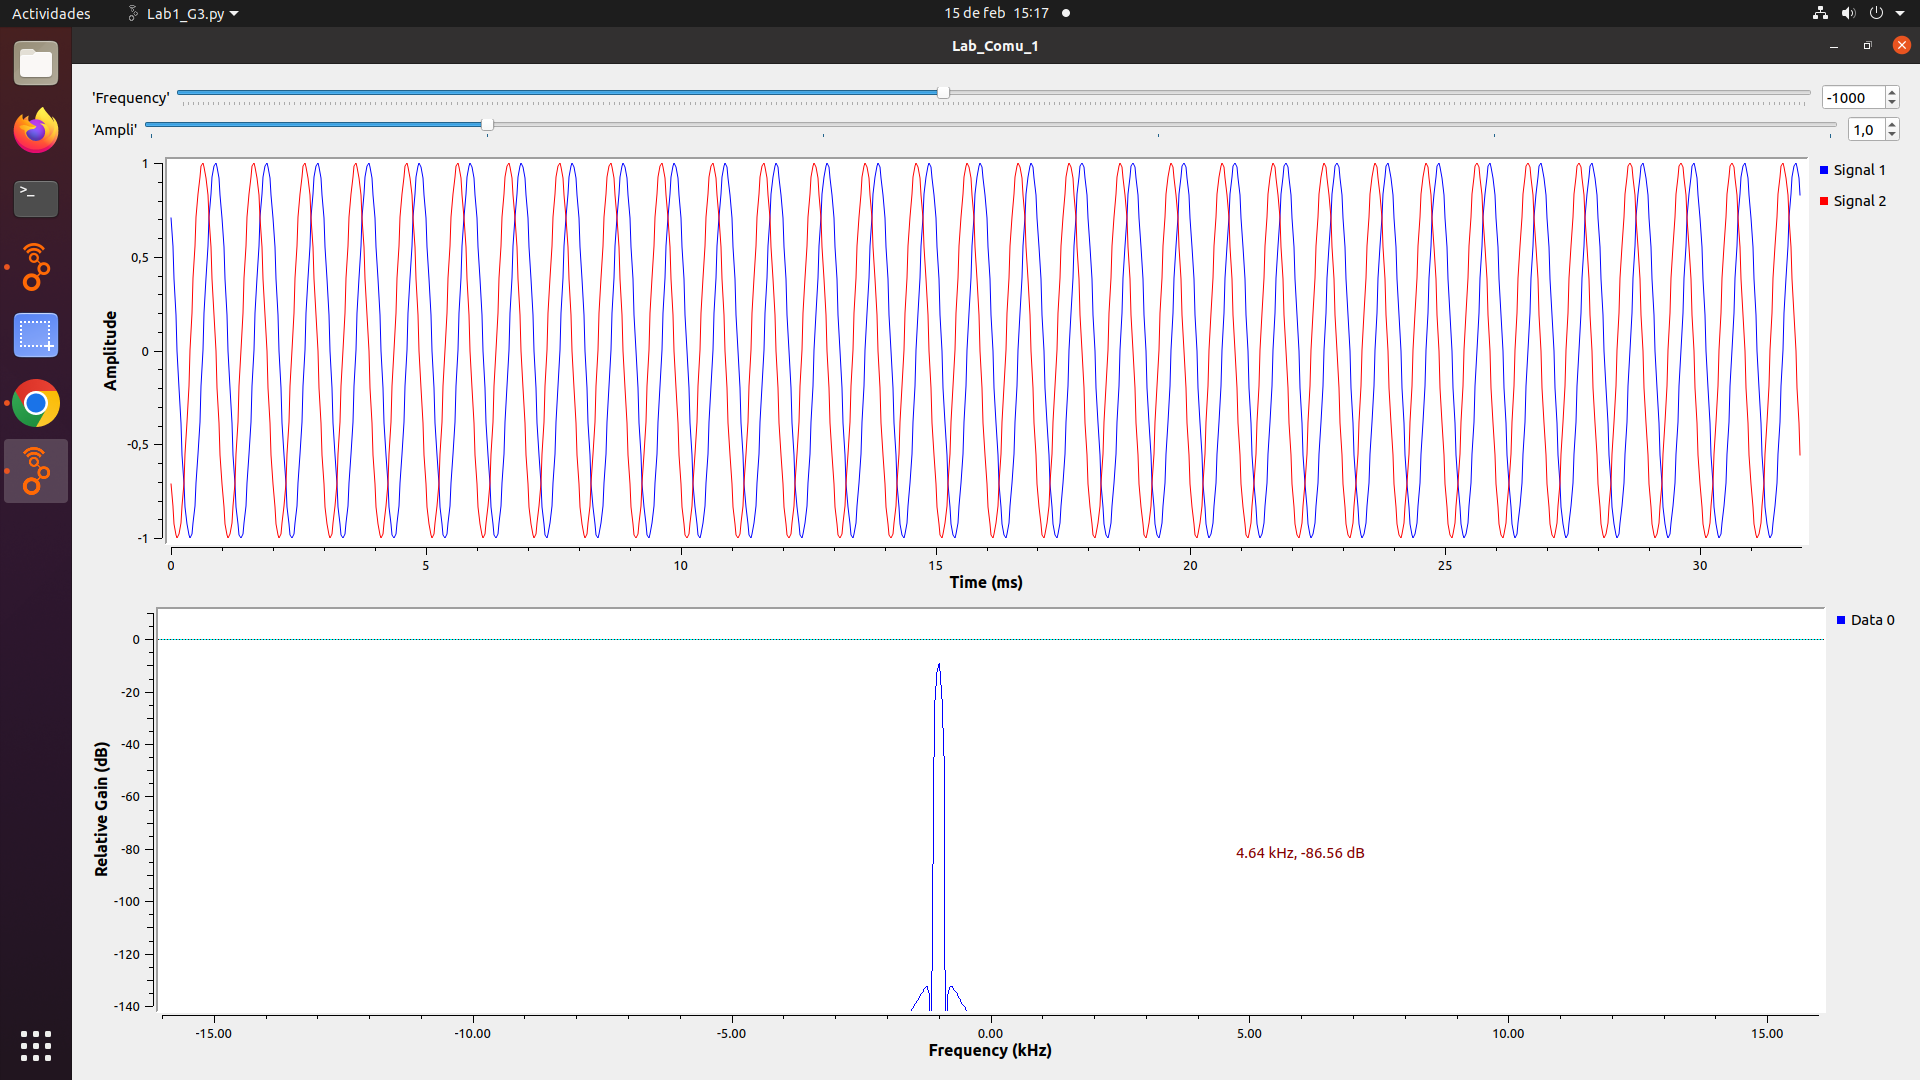 Actividades
Lab1_G3.py
15 de feb 15:17
Lab_Comu_1
'Frequency'
-1000
'Ampli'
1,0
1
0,5
0
-0,5
-1
Amplitude
0 5 10 15 20 25 30
Time (ms)
Signal 1
Signal 2
0
-20
-40
-60
-80
-100
-120
-140
Relative Gain (dB)
4.64 kHz, -86.56 dB
-15.00 -10.00 -5.00 0.00 5.00 10.00 15.00
Frequency (kHz)
Data 0
>_